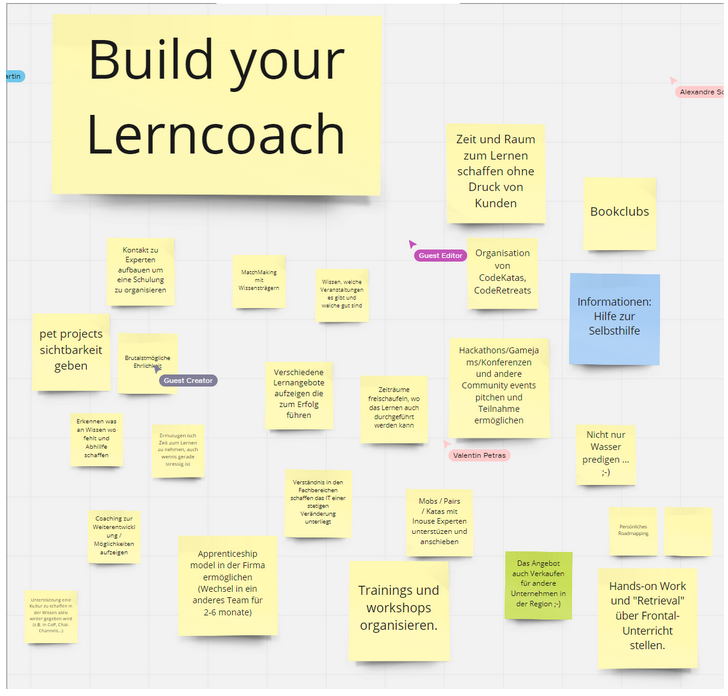 Build your
Lerncoach
artin
Alexandre Sc
Zeit und Raum
zum Lernen
schaffen ohne
Druck von
Kunden
Bookclubs
Guest Editor
Kontakt zu
Experten
aufbauen um
eine Schulung
zu organisieren
MatchMaking
mit
Wissensträgern
Wissen, welche
Veranstaltungen
es gibt und
welche gut sind
Organisation
von
CodeKatas,
CodeRetreats
Informationen:
Hilfe zur
Selbsthilfe
pet projects
sichtbarkeit
geben
Brutalstmögliche
Ehrlichkeit
Guest Creator
Verschiedene
Lernangebote
aufzeigen die
zum Erfolg
führen
Zeiträume
freischaufeln, wo
das Lernen auch
durchgeführt
werden kann
Hackathons/Gameja
ms/Konferenzen
und andere
Community events
pitchen und
Teilnahme
ermöglichen
Valentin Petras
Erkennen was
an Wissen wo
fehlt und
Abhilfe
schaffen
Ermutigen sich
Zeit zum Lernen
zu nehmen, auch
wenns gerade
stressig ist
Nicht nur
Wasser
predigen ...
;-)
Verständnis in den
Fachbereichen
schaffen das IT einer
stetigen
Veränderung
unterliegt
Mobs / Pairs
/ Katas mit
Inouse Experten
unterstüzen und
anschieben
Coaching zur
Weiterentwickl
ung /
Möglichkeiten
aufzeigen
Persönliches
Roadmapping.
Apprenticeship
model in der Firma
ermöglichen
(Wechsel in ein
anderes Team für
2-6 monate)
Das Angebot
auch Verkaufen
für andere
Unternehmen in
der Region ;-)
Trainings und
workshops
organisieren.
Hands-on Work
und "Retrieval"
über Frontal-
Unterricht
stellen.
Unterstützung eine
Kultur zu schaffen in
der Wissen aktiv
weiter gegeben wird
(z.B. in CoP, Chat-
Channels,..)